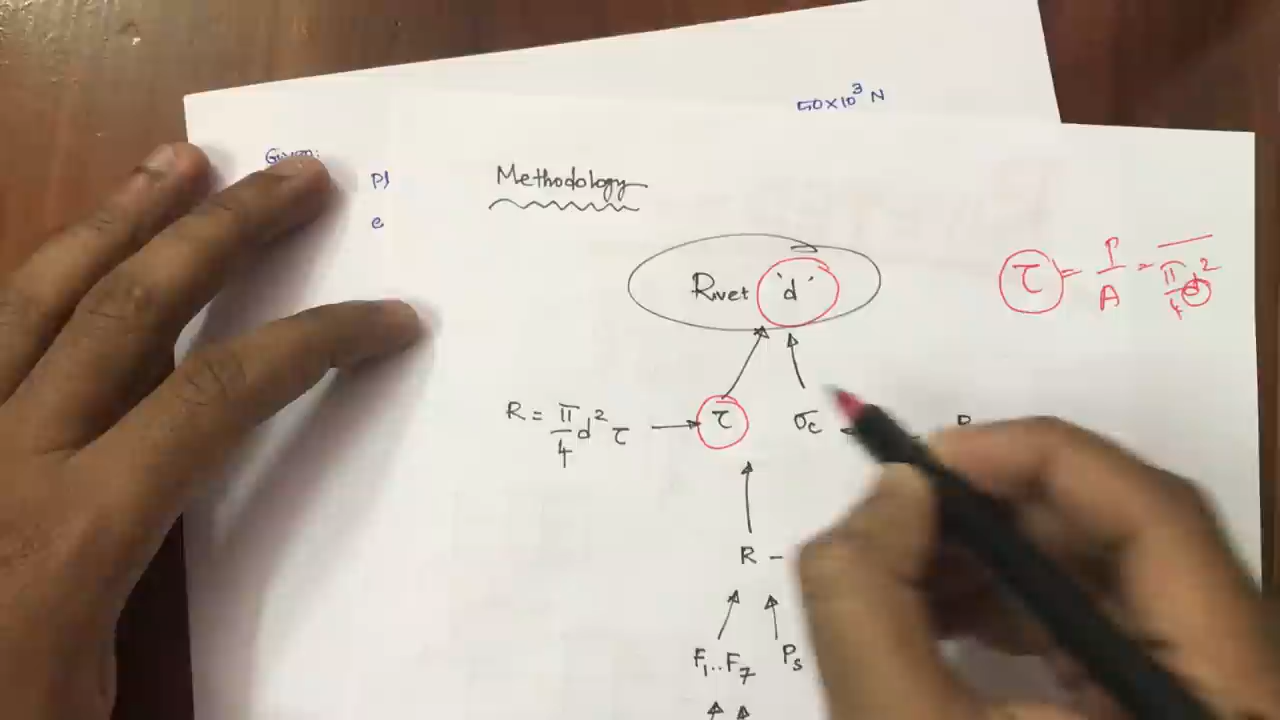 50×10³ N
Given:
Pl
e
Methodology
Rivet 'd'
τ = P/A = π/4 d²
R = π/4 d² τ → τ
σc
R -
F₁..F₇ Ps